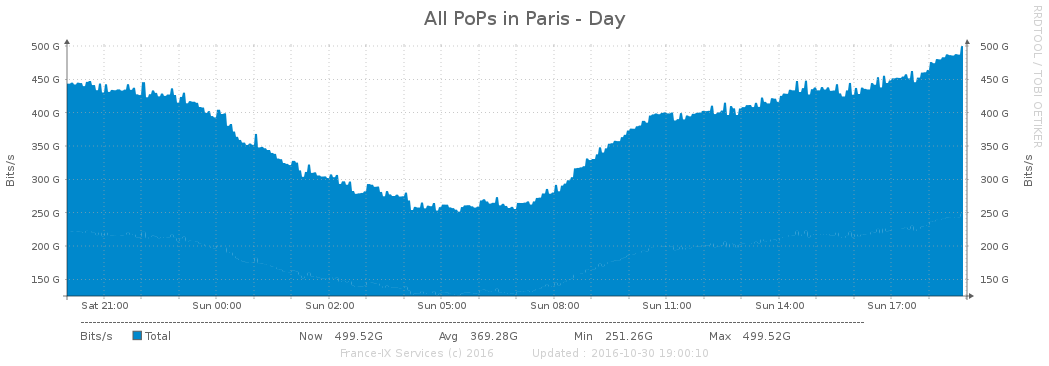 All PoPs in Paris - Day
RRDTOOL / TOBI OETIKER
500 G 500 G
450 G 450 G
400 G 400 G
350 G 350 G
300 G 300 G
250 G 250 G
200 G 200 G
150 G 150 G
Bits/s
Bits/s
Sat 21:00 Sun 00:00 Sun 02:00 Sun 05:00 Sun 08:00 Sun 11:00 Sun 14:00 Sun 17:00
Bits/s Total Now 499.52G Avg 369.28G Min 251.26G Max 499.52G
France-IX Services (c) 2016 Updated : 2016-10-30 19:00:10